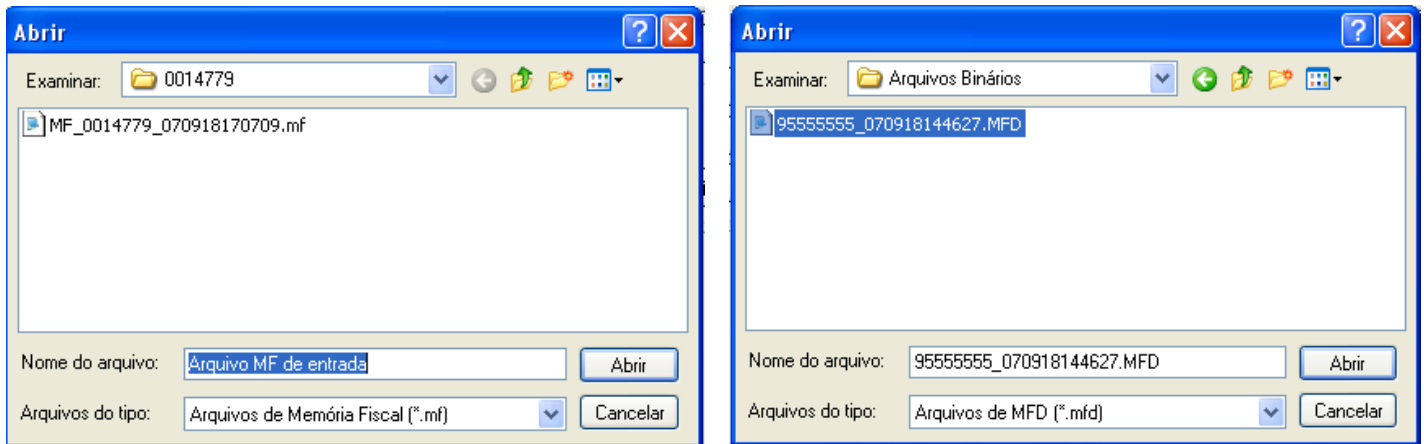 Abrir
Examinar: 0014779
MF_0014779_070918170709.mf
Nome do arquivo: Arquivo MF de entrada Abrir
Arquivos do tipo: Arquivos de Memória Fiscal (*.mf) Cancelar
Abrir
Examinar: Arquivos Binários
95555555_070918144627.MFD
Nome do arquivo: 95555555_070918144627.MFD Abrir
Arquivos do tipo: Arquivos de MFD (*.mfd) Cancelar